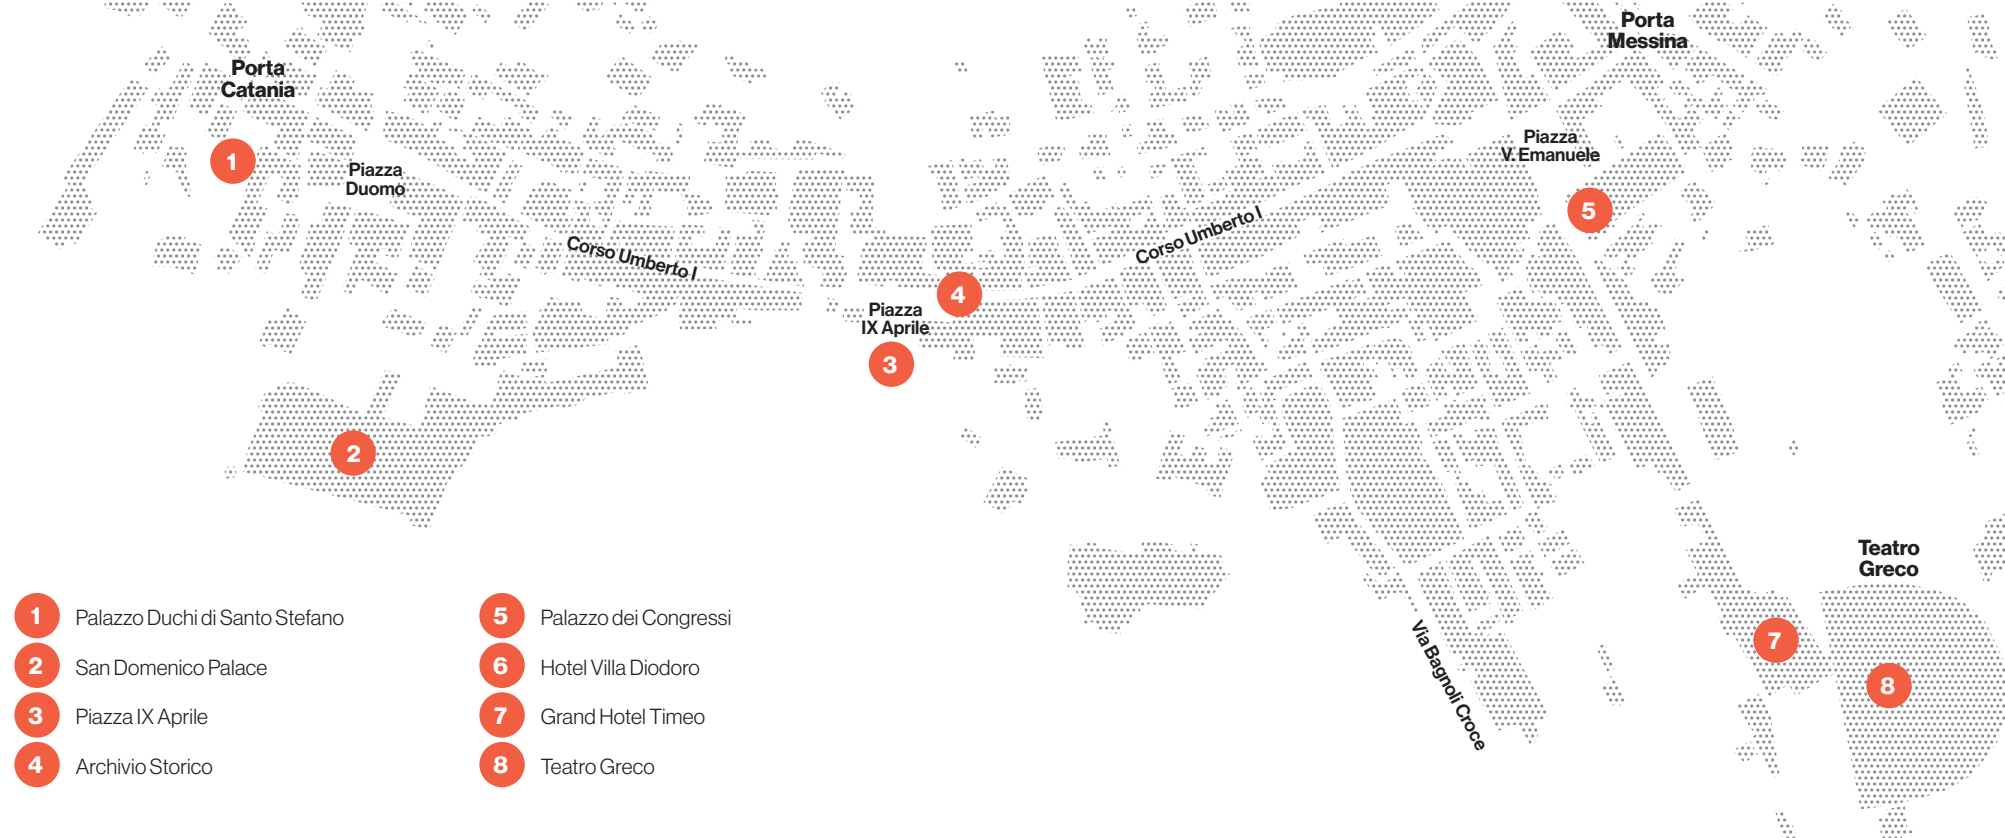 Porta
Catania
Porta
Messina
1
Piazza
Duomo
Piazza
V. Emanuele
5
Corso Umberto I
Corso Umberto I
4
Piazza
IX Aprile
3
2
Teatro
Greco
7
8
Via Bagnoli Croce
1 Palazzo Duchi di Santo Stefano
2 San Domenico Palace
3 Piazza IX Aprile
4 Archivio Storico
5 Palazzo dei Congressi
6 Hotel Villa Diodoro
7 Grand Hotel Timeo
8 Teatro Greco